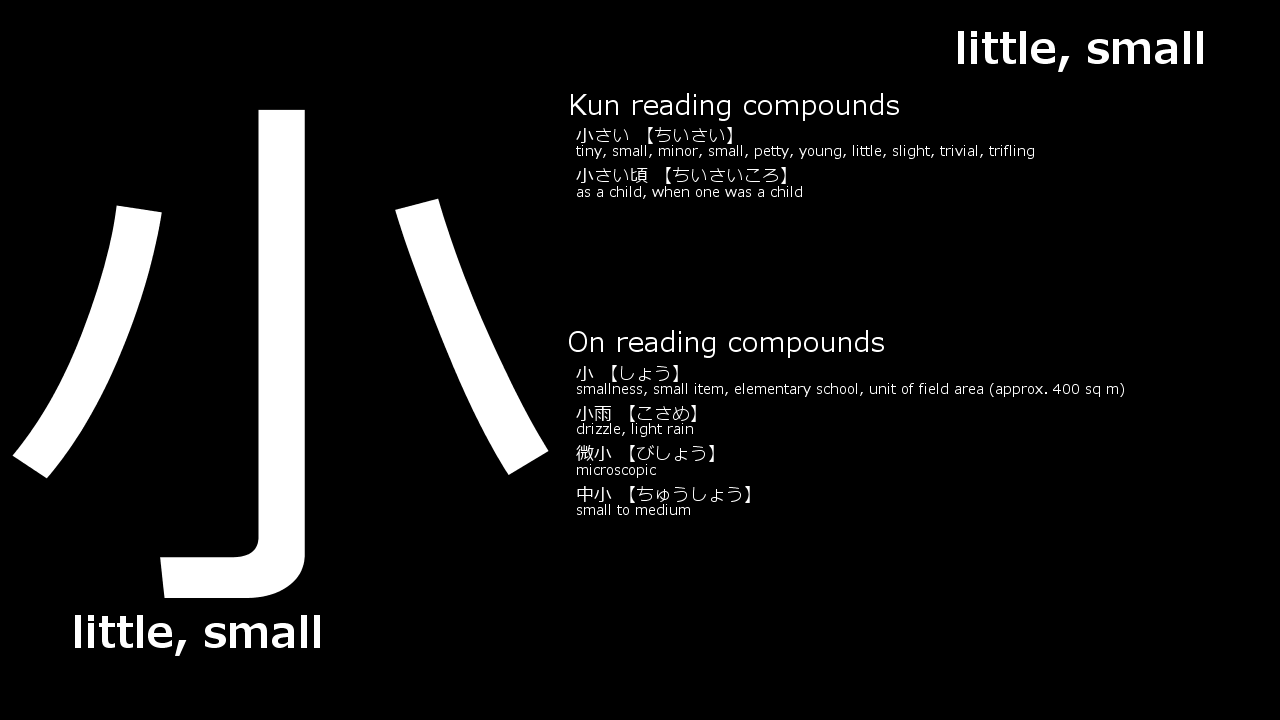 little, small
小
Kun reading compounds
小さい 【ちいさい】
tiny, small, minor, small, petty, young, little, slight, trivial, trifling
小さい頃 【ちいさいころ】
as a child, when one was a child
On reading compounds
小 【しょう】
smallness, small item, elementary school, unit of field area (approx. 400 sq m)
小雨 【こさめ】
drizzle, light rain
微小 【びしょう】
microscopic
中小 【ちゅうしょう】
small to medium
little, small